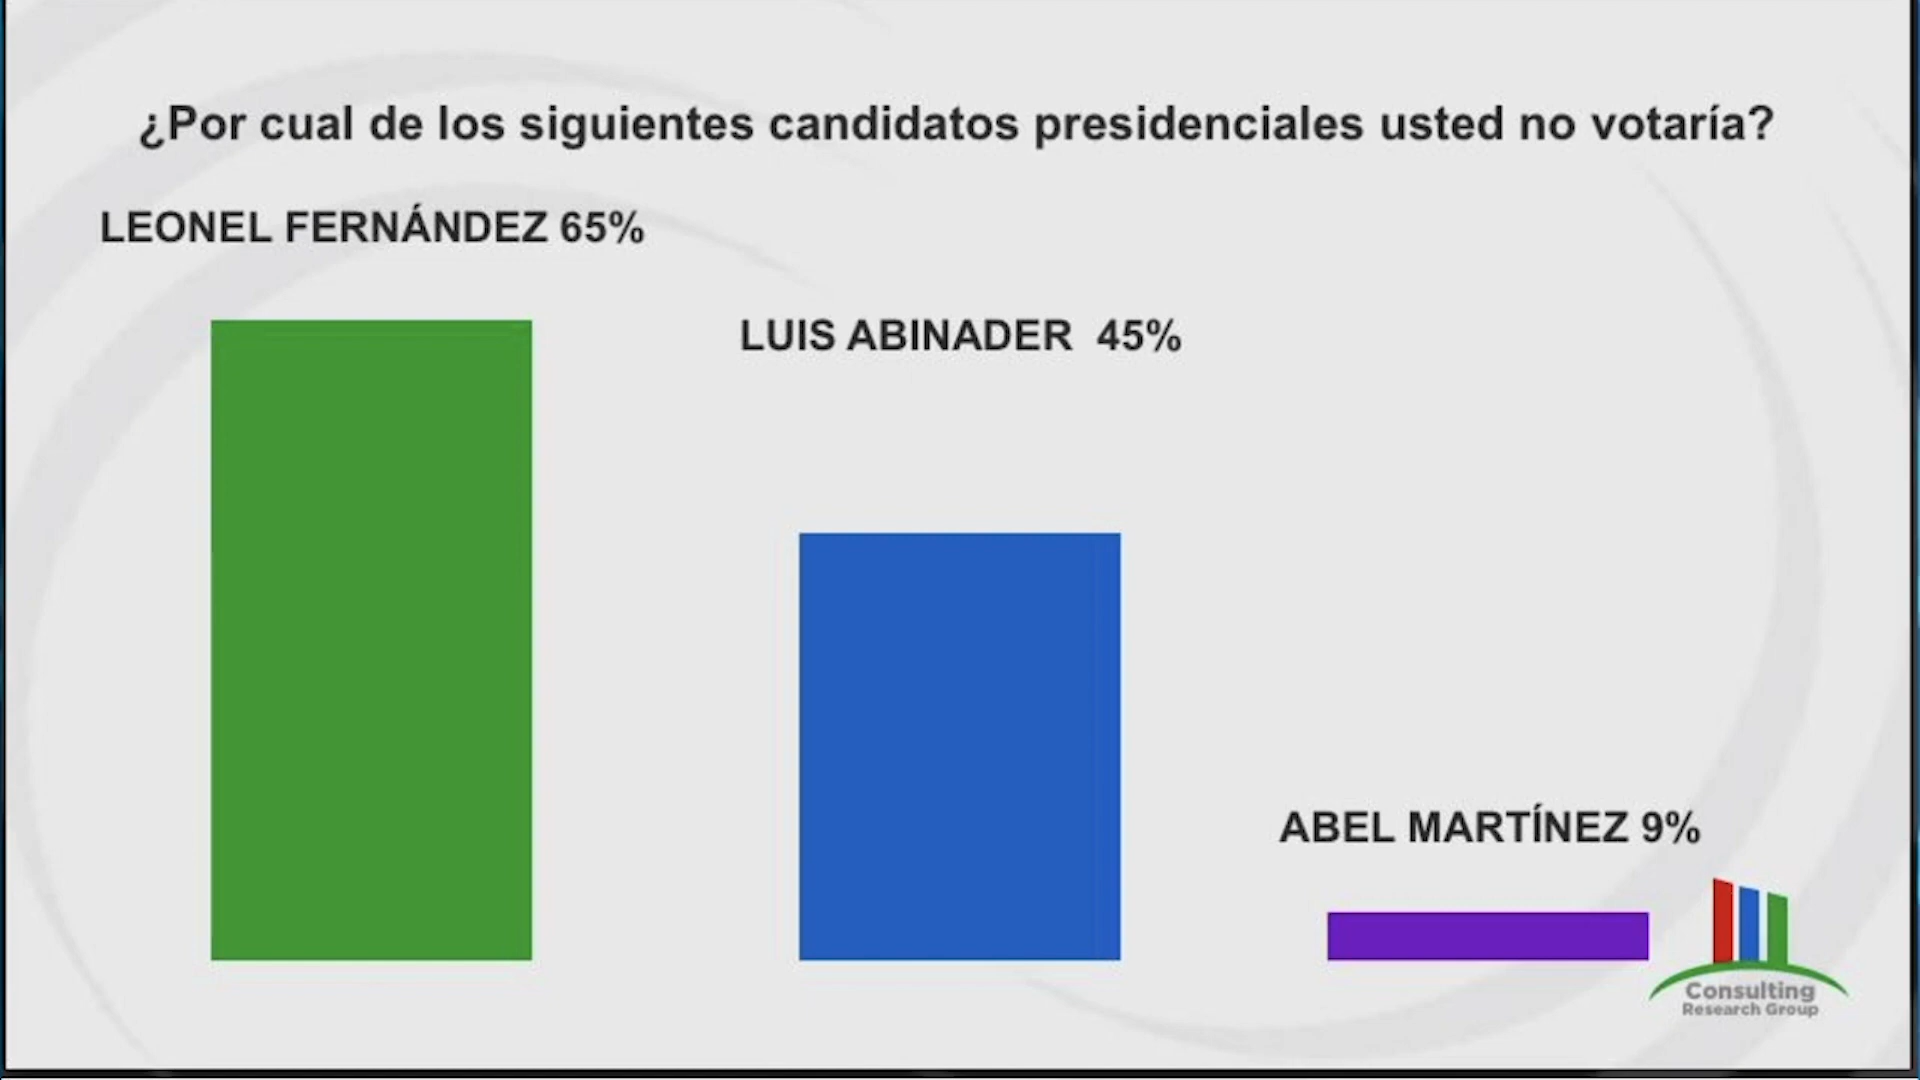 ¿Por cual de los siguientes candidatos presidenciales usted no votaría?
LEONEL FERNÁNDEZ 65%
LUIS ABINADER 45%
ABEL MARTÍNEZ 9%
Consulting
Research Group